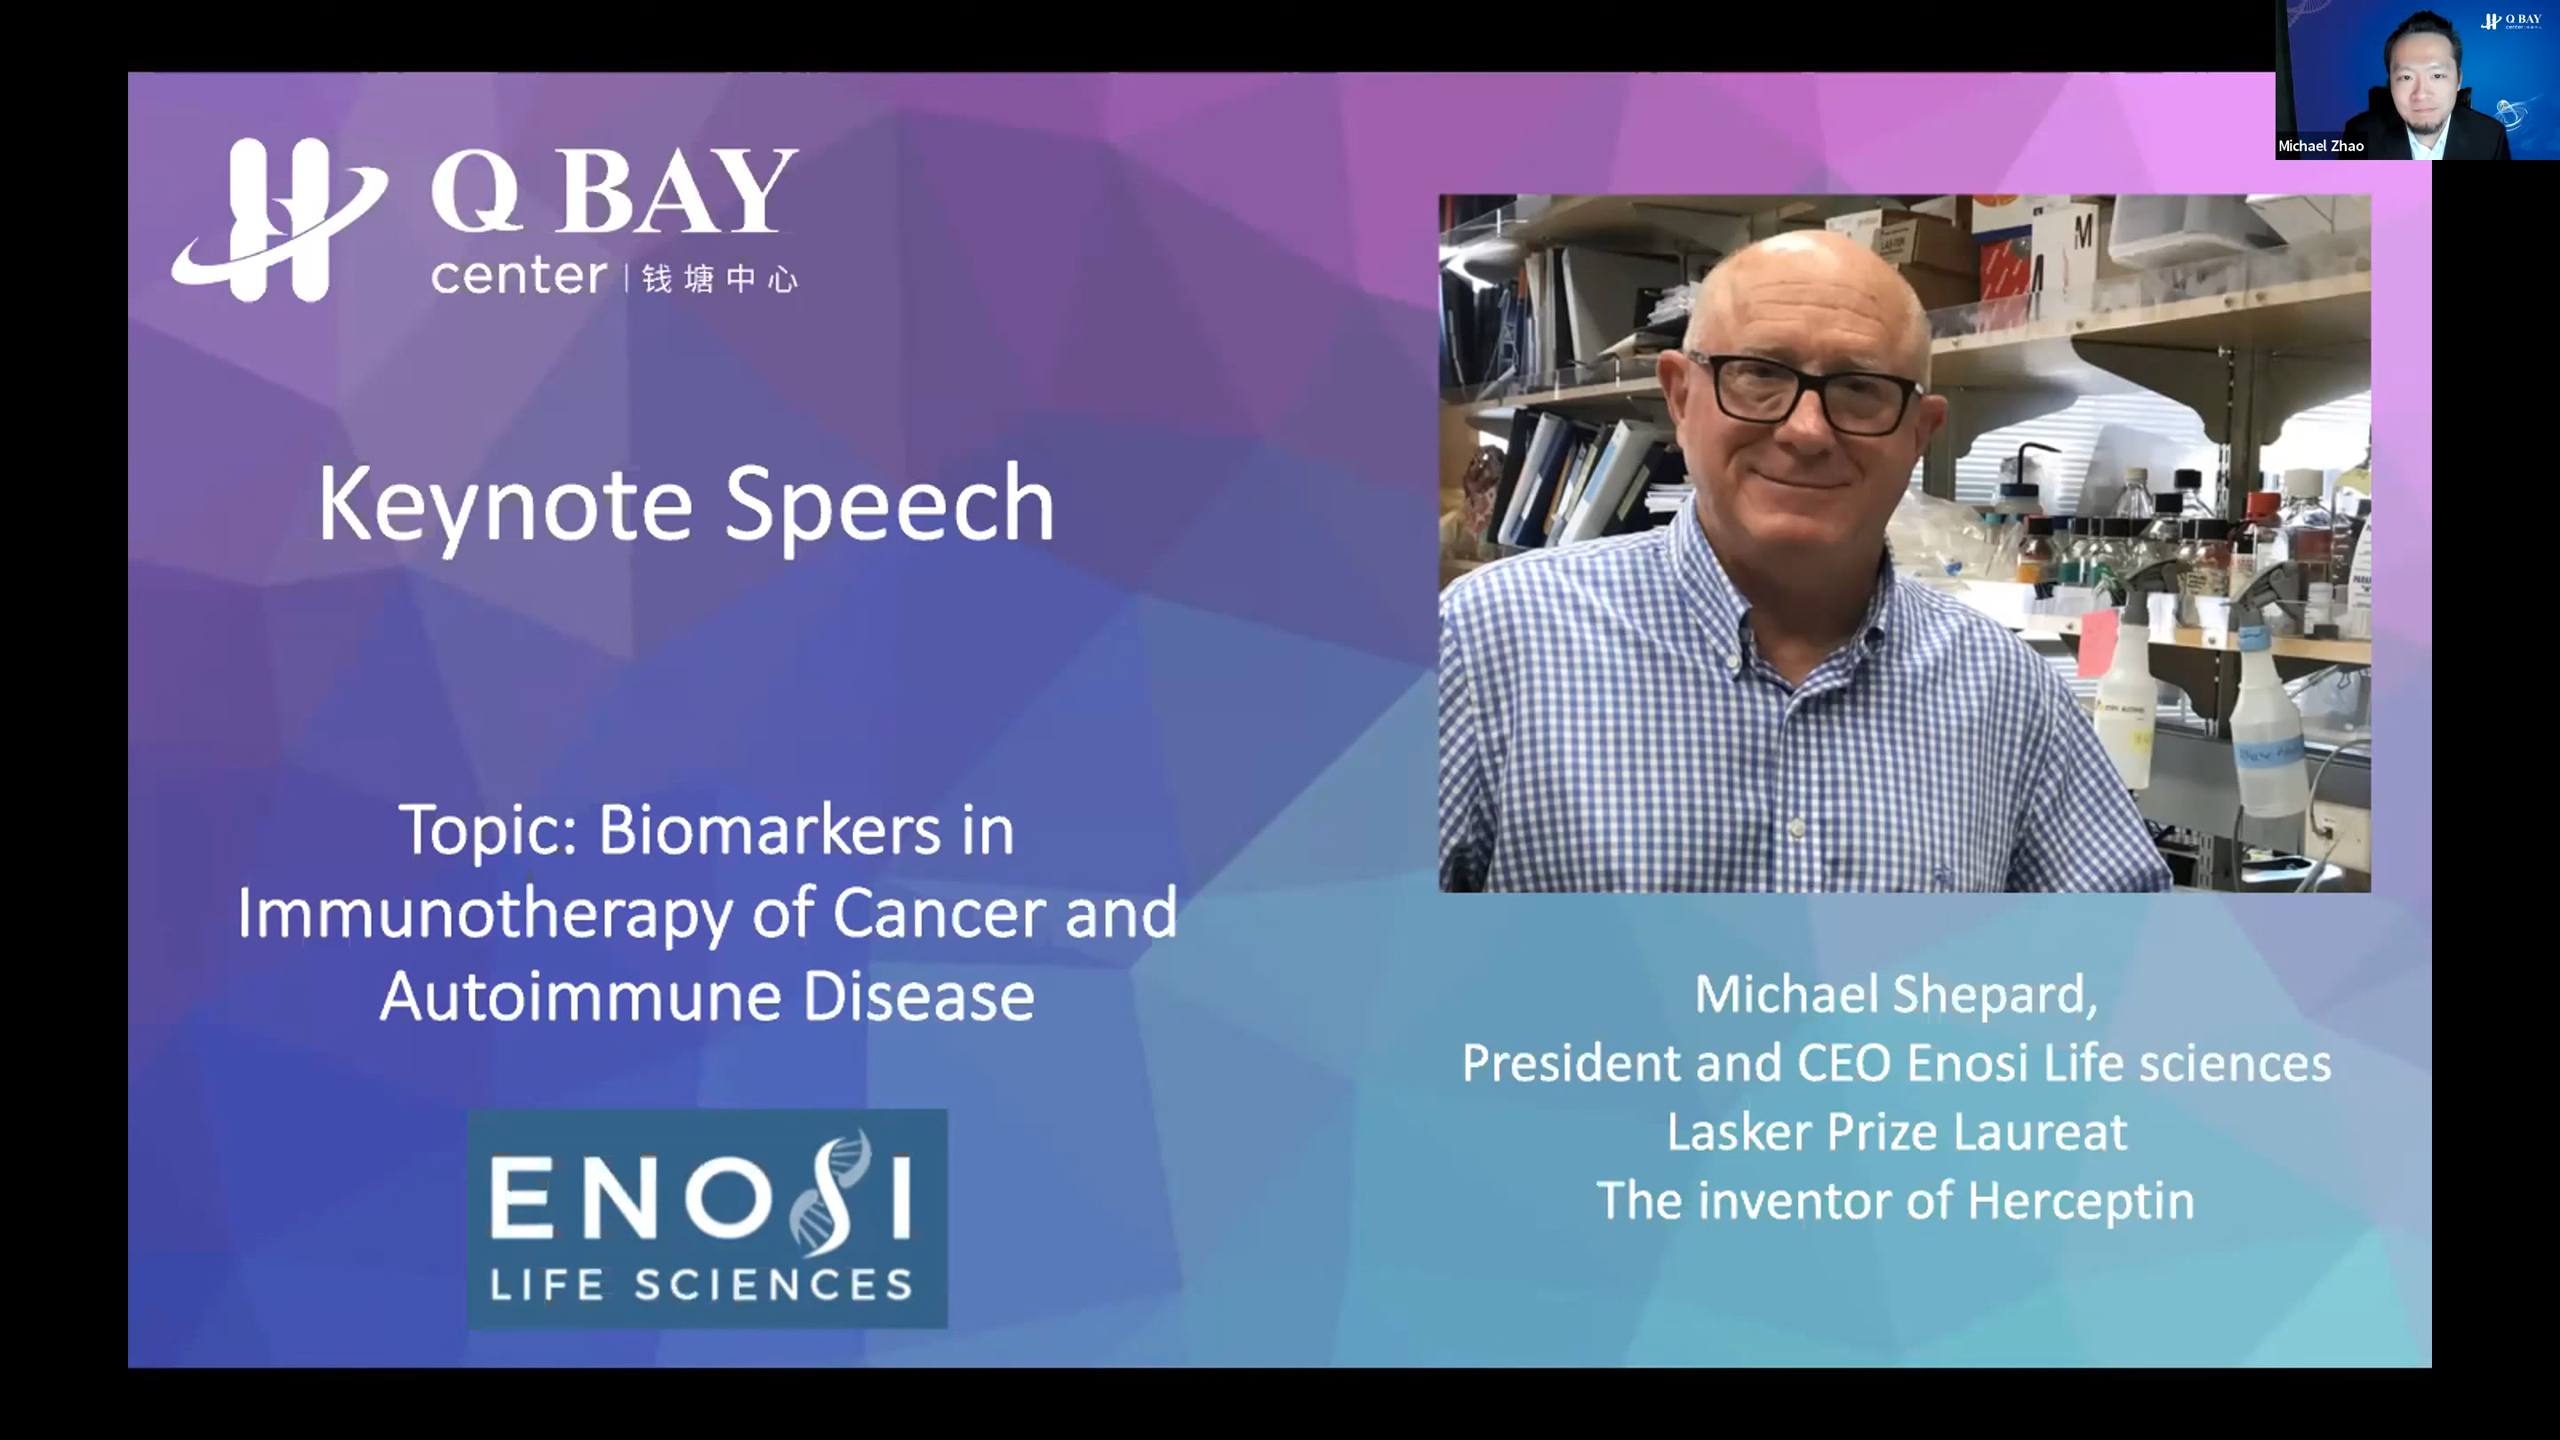 Q BAY
center | 钱塘中心
Keynote Speech
Topic: Biomarkers in
Immunotherapy of Cancer and
Autoimmune Disease
ENOSI
LIFE SCIENCES
M
Michael Shepard,
President and CEO Enosi Life sciences
Lasker Prize Laureat
The inventor of Herceptin
Q BAY
Michael Zhao